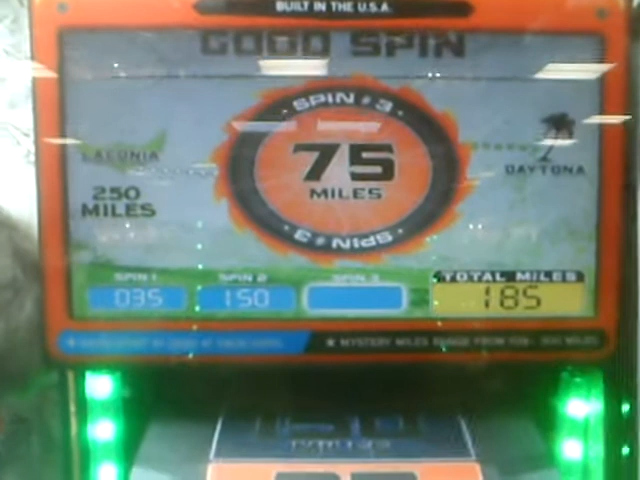 BUILT IN THE U.S.A.
GOOD SPIN
SPIN #3
75
MILES
SPIN #3
LACONIA
250
MILES
DAYTONA
SPIN 1
SPIN 2
SPIN 3
TOTAL MILES
035
150
185
★ MYSTERY MILES RANGE FROM